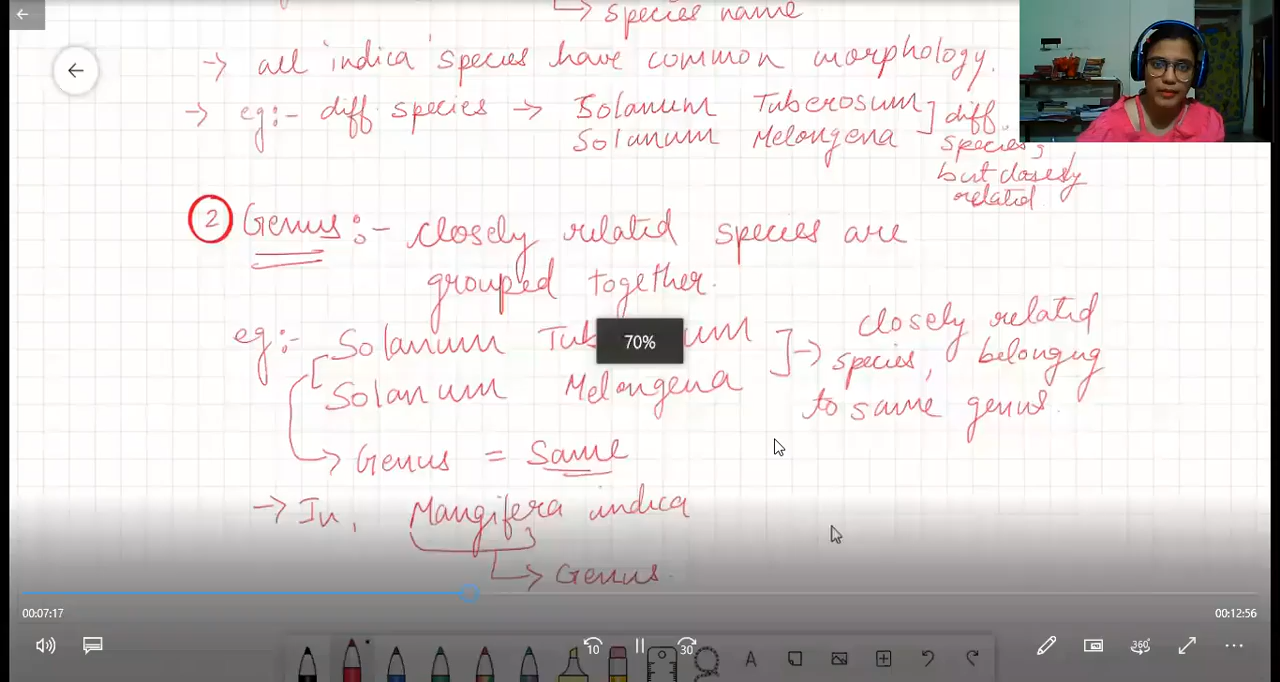 species name
→ all 'indica' species have common morphology.
→ eg:- diff species → Solanum Tuberosum
Solanum Melongena
diff.
species,
but closely
related.
② Genus:- closely related species are
grouped together.
eg:- Solanum
Solanum Melongena
closely related
species, belonging
to same genus.
70%
→ Genus = Same
→ In, Mangifera indica
→ Genus.
00:07:17
00:12:56
10
30
360°
A